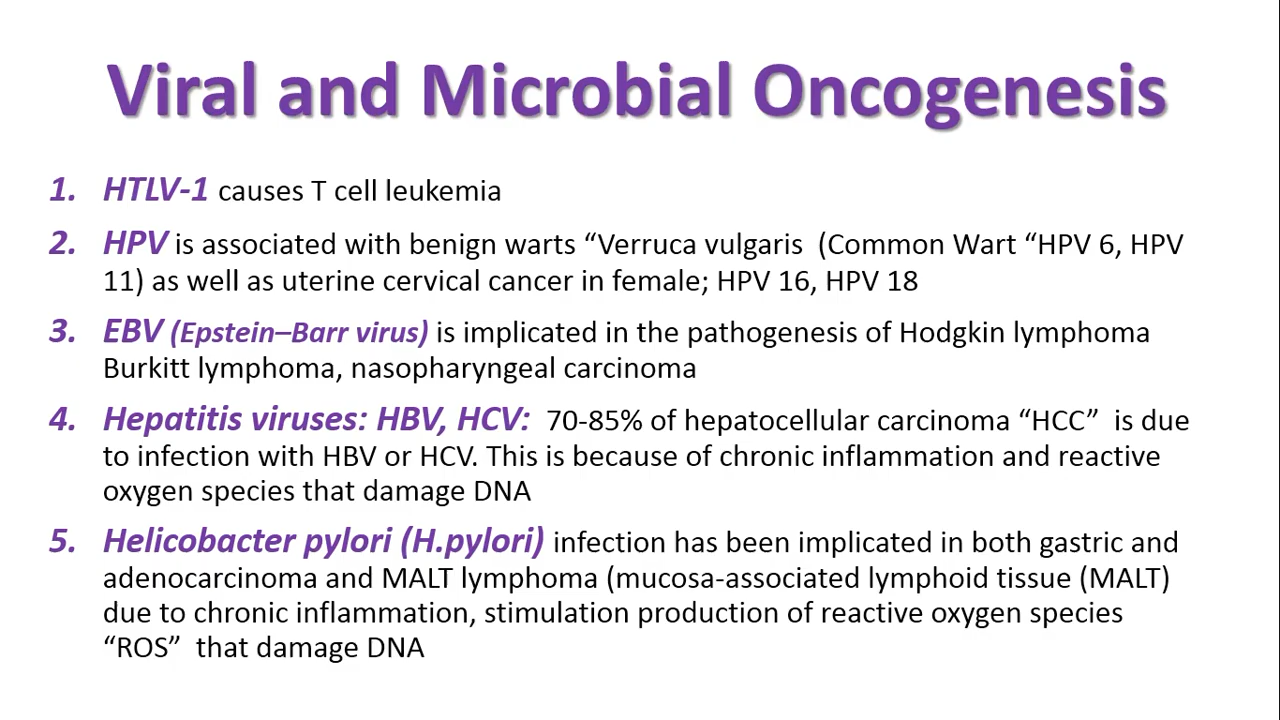 Viral and Microbial Oncogenesis
1. HTLV-1 causes T cell leukemia
2. HPV is associated with benign warts “Verruca vulgaris (Common Wart “HPV 6, HPV
11) as well as uterine cervical cancer in female; HPV 16, HPV 18
3. EBV (Epstein–Barr virus) is implicated in the pathogenesis of Hodgkin lymphoma
Burkitt lymphoma, nasopharyngeal carcinoma
4. Hepatitis viruses: HBV, HCV: 70-85% of hepatocellular carcinoma “HCC” is due
to infection with HBV or HCV. This is because of chronic inflammation and reactive
oxygen species that damage DNA
5. Helicobacter pylori (H.pylori) infection has been implicated in both gastric and
adenocarcinoma and MALT lymphoma (mucosa-associated lymphoid tissue (MALT)
due to chronic inflammation, stimulation production of reactive oxygen species
“ROS” that damage DNA